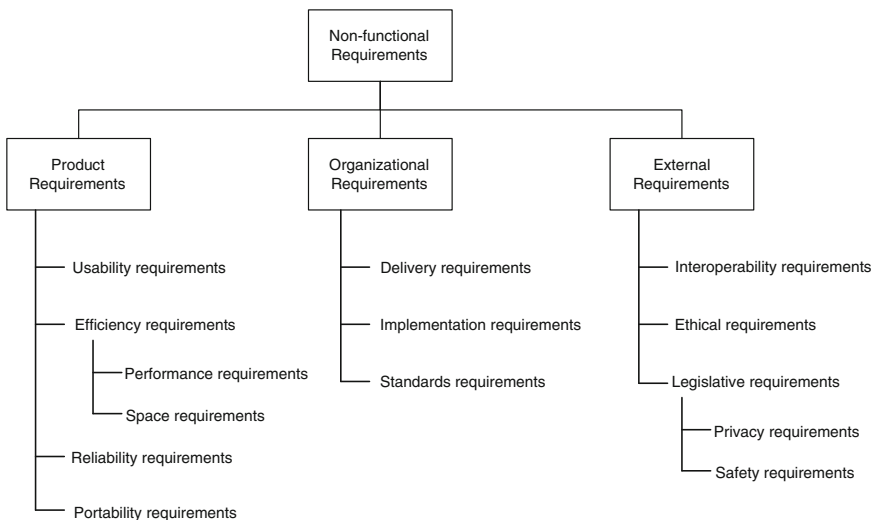 Non-functional
Requirements
Product
Requirements
Organizational
Requirements
External
Requirements
Usability requirements
Efficiency requirements
Performance requirements
Space requirements
Reliability requirements
Portability requirements
Delivery requirements
Implementation requirements
Standards requirements
Interoperability requirements
Ethical requirements
Legislative requirements
Privacy requirements
Safety requirements